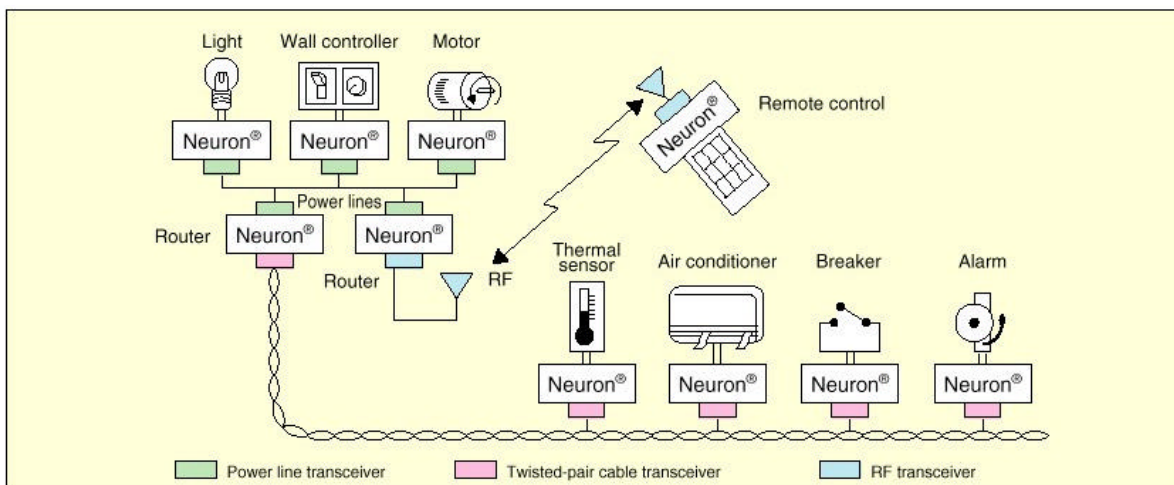 Light Wall controller Motor
Neuron® Neuron® Neuron®
Remote control
Neuron®
Power lines
Router Neuron® Neuron®
Router RF
Thermal
sensor Air conditioner Breaker Alarm
Neuron® Neuron® Neuron® Neuron®
Power line transceiver Twisted-pair cable transceiver RF transceiver